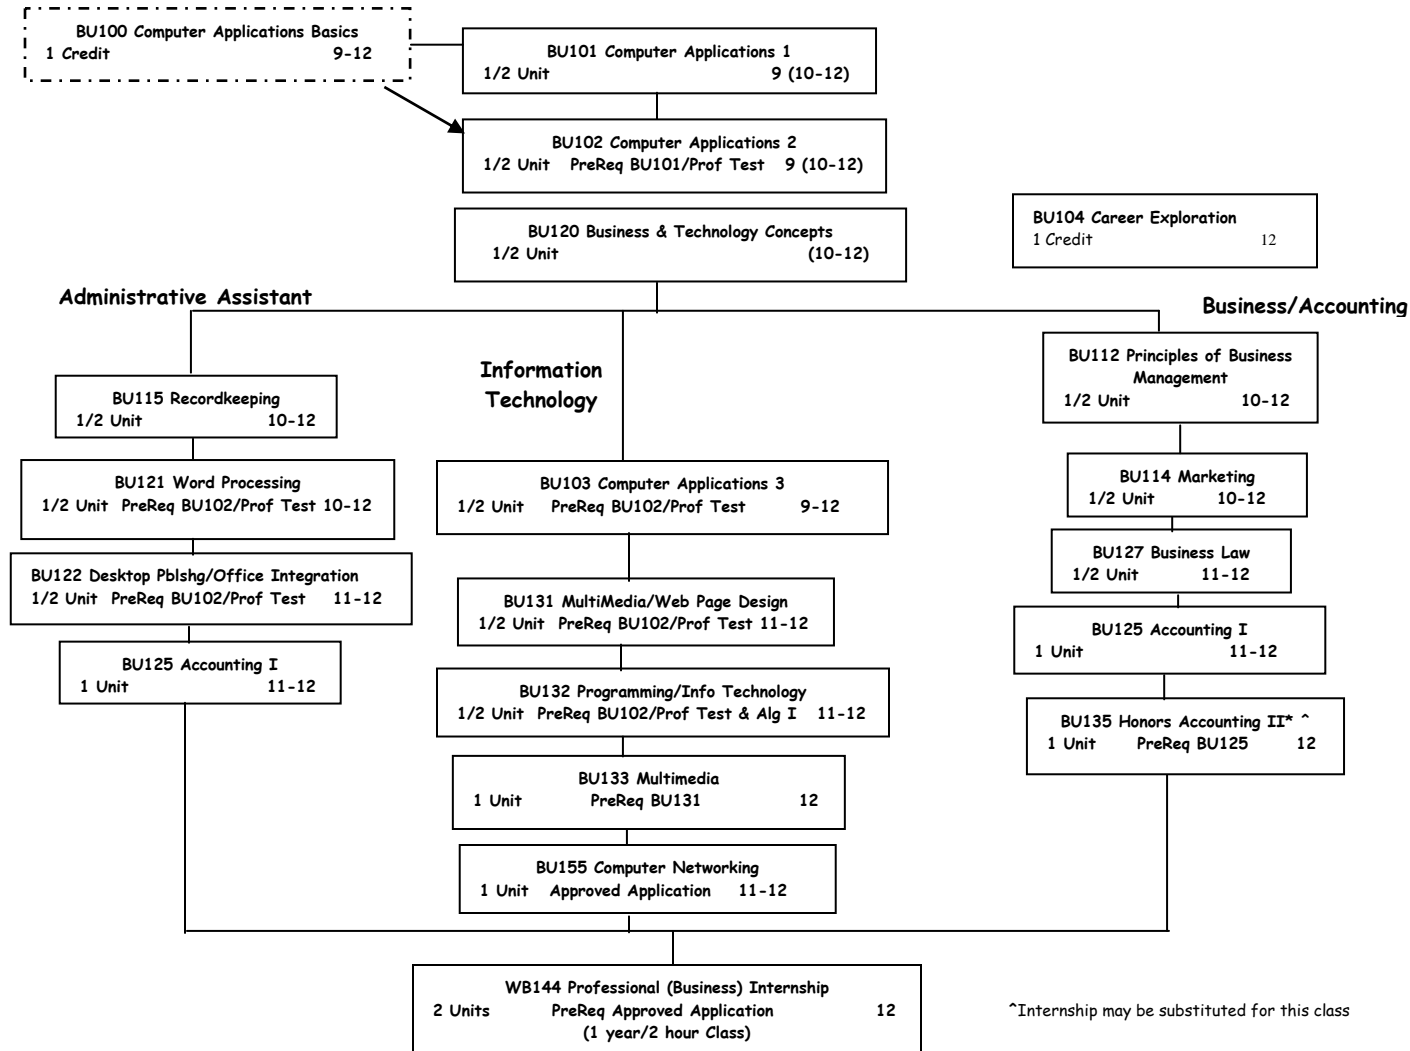 BU100 Computer Applications Basics
1 Credit 9-12
BU101 Computer Applications 1
1/2 Unit 9 (10-12)
BU102 Computer Applications 2
1/2 Unit PreReq BU101/Prof Test 9 (10-12)
BU120 Business & Technology Concepts
1/2 Unit (10-12)
BU104 Career Exploration
1 Credit 12
Administrative Assistant
BU115 Recordkeeping
1/2 Unit 10-12
BU121 Word Processing
1/2 Unit PreReq BU102/Prof Test 10-12
BU122 Desktop Pblshg/Office Integration
1/2 Unit PreReq BU102/Prof Test 11-12
BU125 Accounting I
1 Unit 11-12
Information
Technology
BU103 Computer Applications 3
1/2 Unit PreReq BU102/Prof Test 9-12
BU131 MultiMedia/Web Page Design
1/2 Unit PreReq BU102/Prof Test 11-12
BU132 Programming/Info Technology
1/2 Unit PreReq BU102/Prof Test & Alg I 11-12
BU133 Multimedia
1 Unit PreReq BU131 12
BU155 Computer Networking
1 Unit Approved Application 11-12
Business/Accounting
BU112 Principles of Business
Management
1/2 Unit 10-12
BU114 Marketing
1/2 Unit 10-12
BU127 Business Law
1/2 Unit 11-12
BU125 Accounting I
1 Unit 11-12
BU135 Honors Accounting II* ^
1 Unit PreReq BU125 12
WB144 Professional (Business) Internship
2 Units PreReq Approved Application 12
(1 year/2 hour Class)
^Internship may be substituted for this class